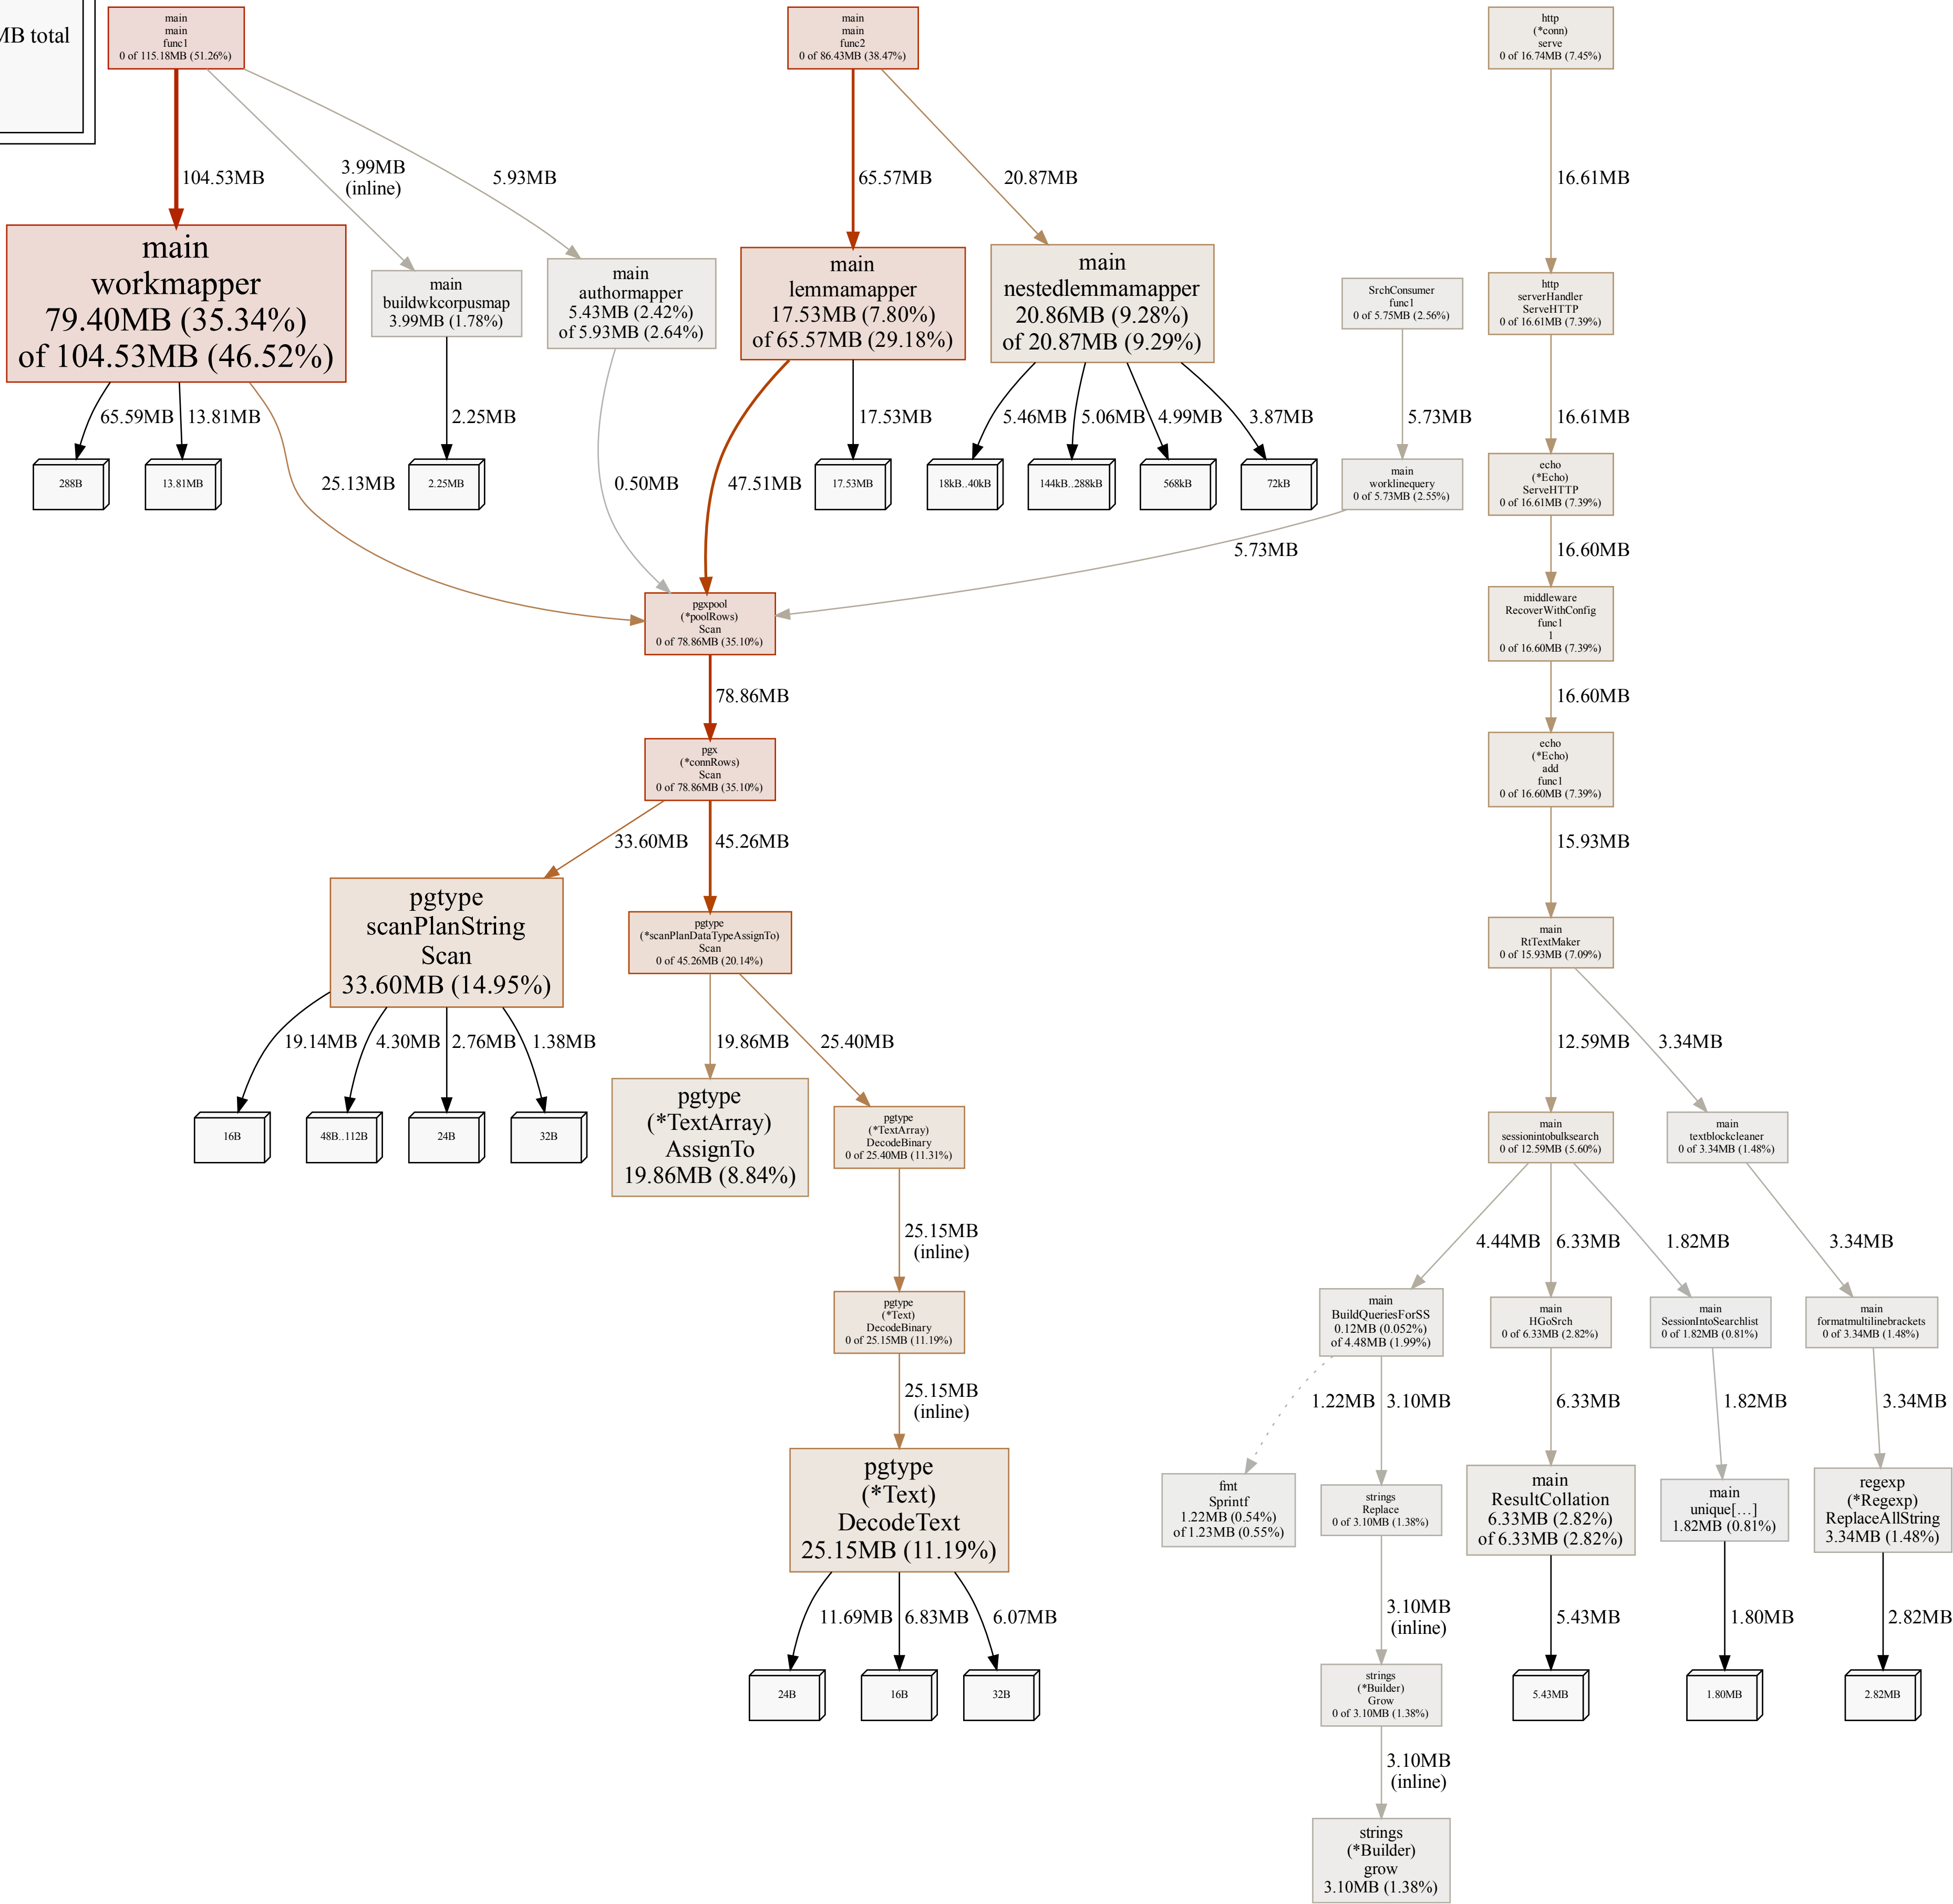 MB total
main
main
func1
0 of 115.18MB (51.26%)
main
main
func2
0 of 86.43MB (38.47%)
http
(*conn)
serve
0 of 16.74MB (7.45%)
104.53MB
3.99MB
(inline)
5.93MB
65.57MB
20.87MB
16.61MB
main
workmapper
79.40MB (35.34%)
of 104.53MB (46.52%)
main
buildwkcorpusmap
3.99MB (1.78%)
main
authormapper
5.43MB (2.42%)
of 5.93MB (2.64%)
main
lemmamapper
17.53MB (7.80%)
of 65.57MB (29.18%)
main
nestedlemmamapper
20.86MB (9.28%)
of 20.87MB (9.29%)
SrchConsumer
func1
0 of 5.75MB (2.56%)
http
serverHandler
ServeHTTP
0 of 16.61MB (7.39%)
65.59MB
13.81MB
2.25MB
17.53MB
5.46MB
5.06MB
4.99MB
3.87MB
5.73MB
16.61MB
288B
13.81MB
25.13MB
2.25MB
0.50MB
47.51MB
17.53MB
18kB..40kB
144kB..288kB
568kB
72kB
main
worklinequery
0 of 5.73MB (2.55%)
echo
(*Echo)
ServeHTTP
0 of 16.61MB (7.39%)
5.73MB
16.60MB
pgxpool
(*poolRows)
Scan
0 of 78.86MB (35.10%)
middleware
RecoverWithConfig
func1
1
0 of 16.60MB (7.39%)
78.86MB
16.60MB
pgx
(*connRows)
Scan
0 of 78.86MB (35.10%)
echo
(*Echo)
add
func1
0 of 16.60MB (7.39%)
33.60MB
45.26MB
15.93MB
pgtype
scanPlanString
Scan
33.60MB (14.95%)
pgtype
(*scanPlanDataTypeAssignTo)
Scan
0 of 45.26MB (20.14%)
main
RtTextMaker
0 of 15.93MB (7.09%)
19.14MB
4.30MB
2.76MB
1.38MB
19.86MB
25.40MB
12.59MB
3.34MB
16B
48B..112B
24B
32B
pgtype
(*TextArray)
AssignTo
19.86MB (8.84%)
pgtype
(*TextArray)
DecodeBinary
0 of 25.40MB (11.31%)
main
sessionintobulksearch
0 of 12.59MB (5.60%)
main
textblockcleaner
0 of 3.34MB (1.48%)
25.15MB
(inline)
4.44MB
6.33MB
1.82MB
3.34MB
pgtype
(*Text)
DecodeBinary
0 of 25.15MB (11.19%)
main
BuildQueriesForSS
0.12MB (0.052%)
of 4.48MB (1.99%)
main
HGoSrch
0 of 6.33MB (2.82%)
main
SessionIntoSearchlist
0 of 1.82MB (0.81%)
main
formatmultilinebrackets
0 of 3.34MB (1.48%)
25.15MB
(inline)
1.22MB
3.10MB
6.33MB
1.82MB
3.34MB
pgtype
(*Text)
DecodeText
25.15MB (11.19%)
fmt
Sprintf
1.22MB (0.54%)
of 1.23MB (0.55%)
strings
Replace
0 of 3.10MB (1.38%)
main
ResultCollation
6.33MB (2.82%)
of 6.33MB (2.82%)
main
unique[…]
1.82MB (0.81%)
regexp
(*Regexp)
ReplaceAllString
3.34MB (1.48%)
11.69MB
6.83MB
6.07MB
3.10MB
(inline)
5.43MB
1.80MB
2.82MB
24B
16B
32B
strings
(*Builder)
Grow
0 of 3.10MB (1.38%)
5.43MB
1.80MB
2.82MB
3.10MB
(inline)
strings
(*Builder)
grow
3.10MB (1.38%)